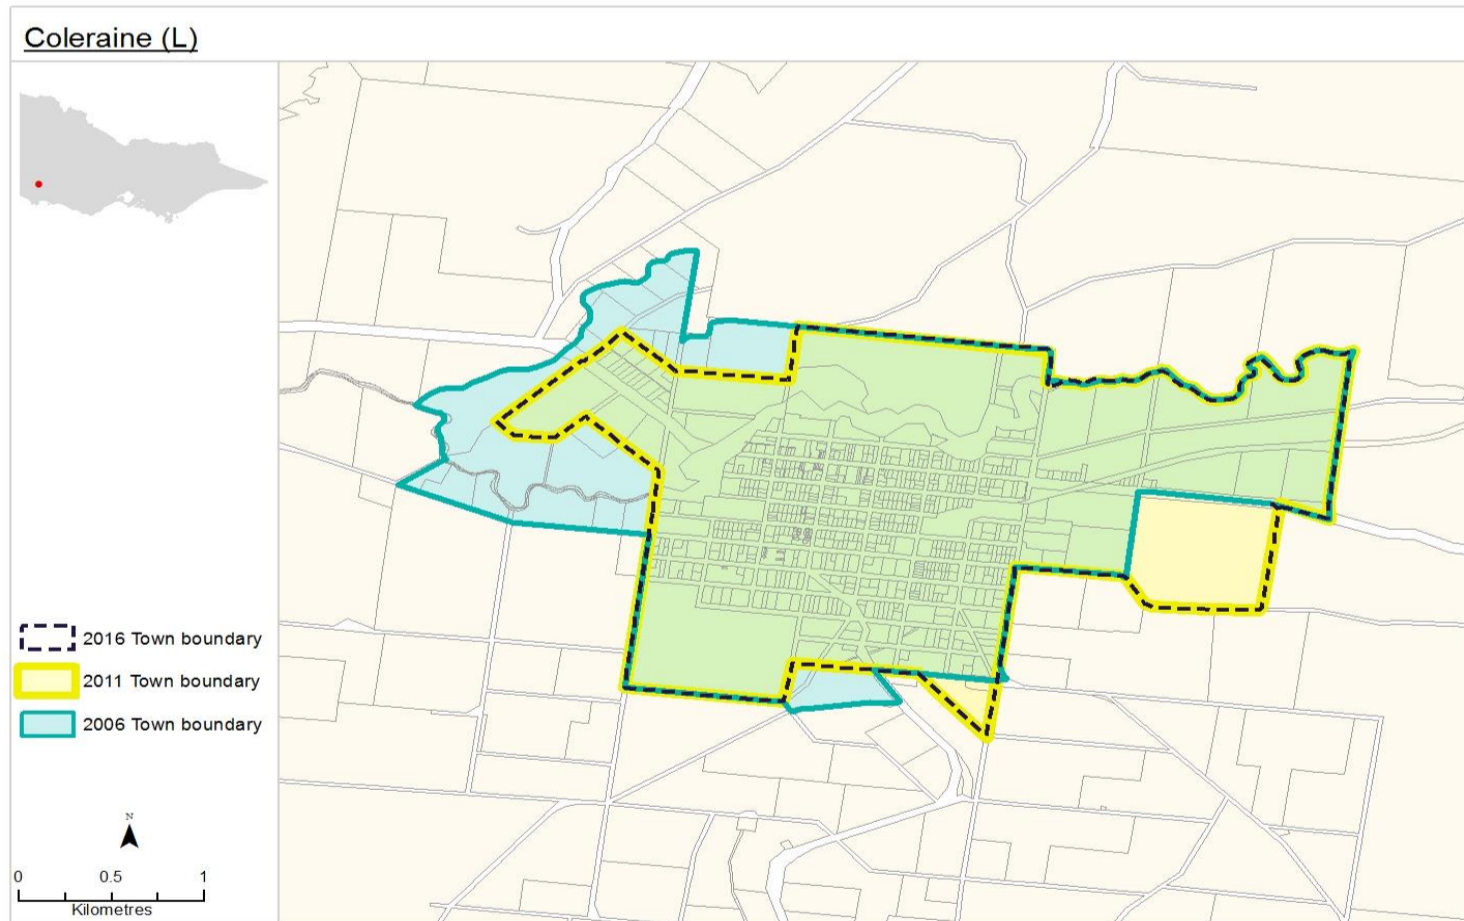 Coleraine (L)
2016 Town boundary
2011 Town boundary
2006 Town boundary
N
0 0.5 1
Kilometres